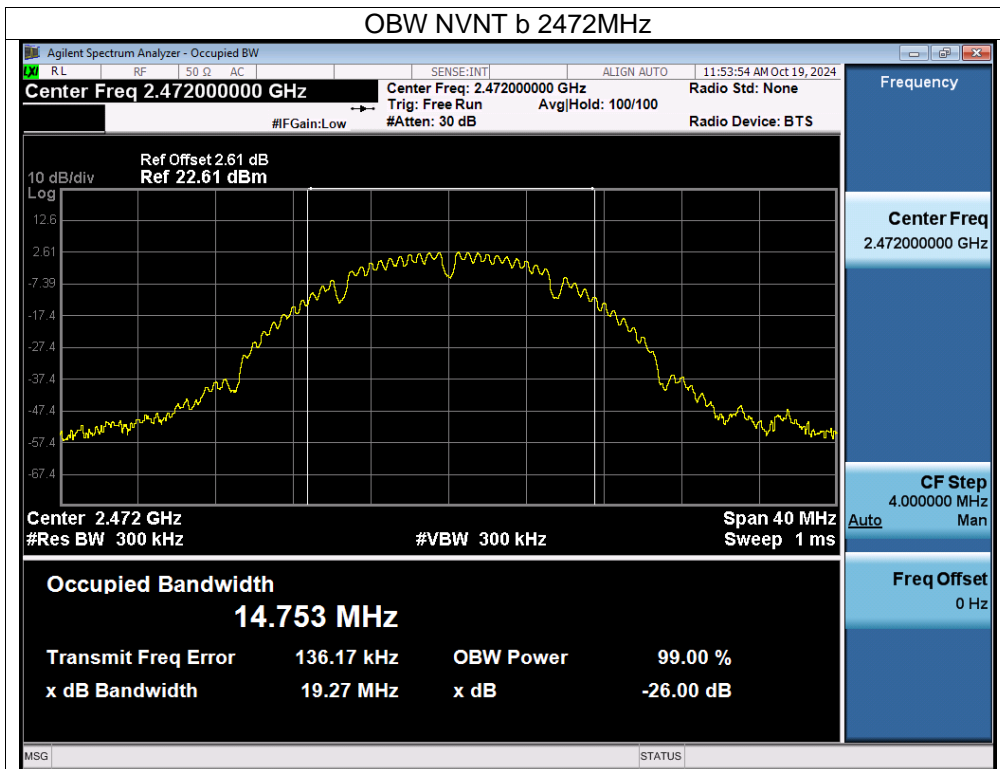 OBW NVNT b 2472MHz
Agilent Spectrum Analyzer - Occupied BW
LXI RL RF 50 Ω AC SENSE:INT ALIGN AUTO 11:53:54 AM Oct 19, 2024
Center Freq 2.472000000 GHz
Center Freq: 2.472000000 GHz Radio Std: None
Trig: Free Run Avg|Hold: 100/100
#IFGain:Low #Atten: 30 dB Radio Device: BTS
Ref Offset 2.61 dB
10 dB/div Ref 22.61 dBm
Log
12.6
2.61
-7.39
-17.4
-27.4
-37.4
-47.4
-57.4
-67.4
Center 2.472 GHz Span 40 MHz
#Res BW 300 kHz #VBW 300 kHz Sweep 1 ms
Occupied Bandwidth
14.753 MHz
Transmit Freq Error 136.17 kHz OBW Power 99.00 %
x dB Bandwidth 19.27 MHz x dB -26.00 dB
MSG STATUS
Frequency
Center Freq
2.472000000 GHz
CF Step
4.000000 MHz
Auto Man
Freq Offset
0 Hz